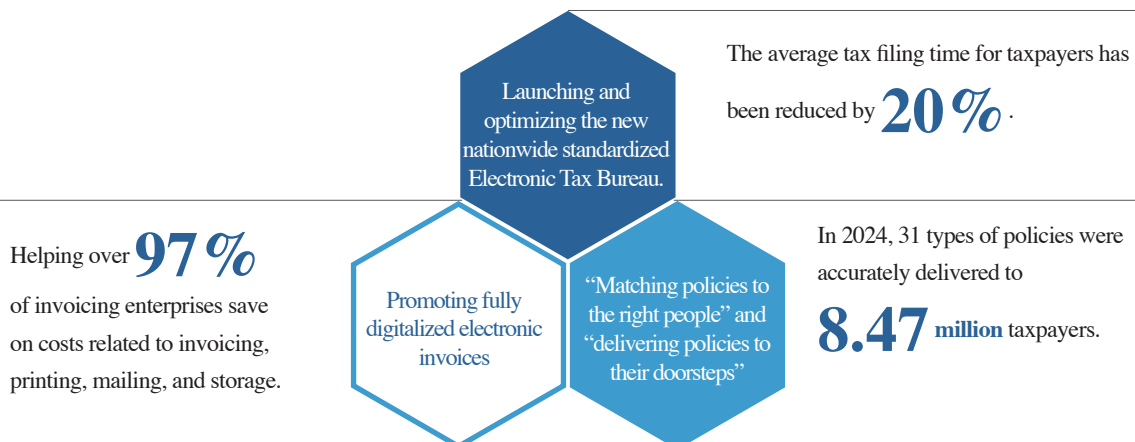 Launching and
optimizing the new
nationwide standardized
Electronic Tax Bureau.
The average tax filing time for taxpayers has
been reduced by 20% .
Helping over 97%
of invoicing enterprises save
on costs related to invoicing,
printing, mailing, and storage.
Promoting fully
digitalized electronic
invoices
“Matching policies to
the right people” and
“delivering policies to
their doorsteps”
In 2024, 31 types of policies were
accurately delivered to
8.47 million taxpayers.